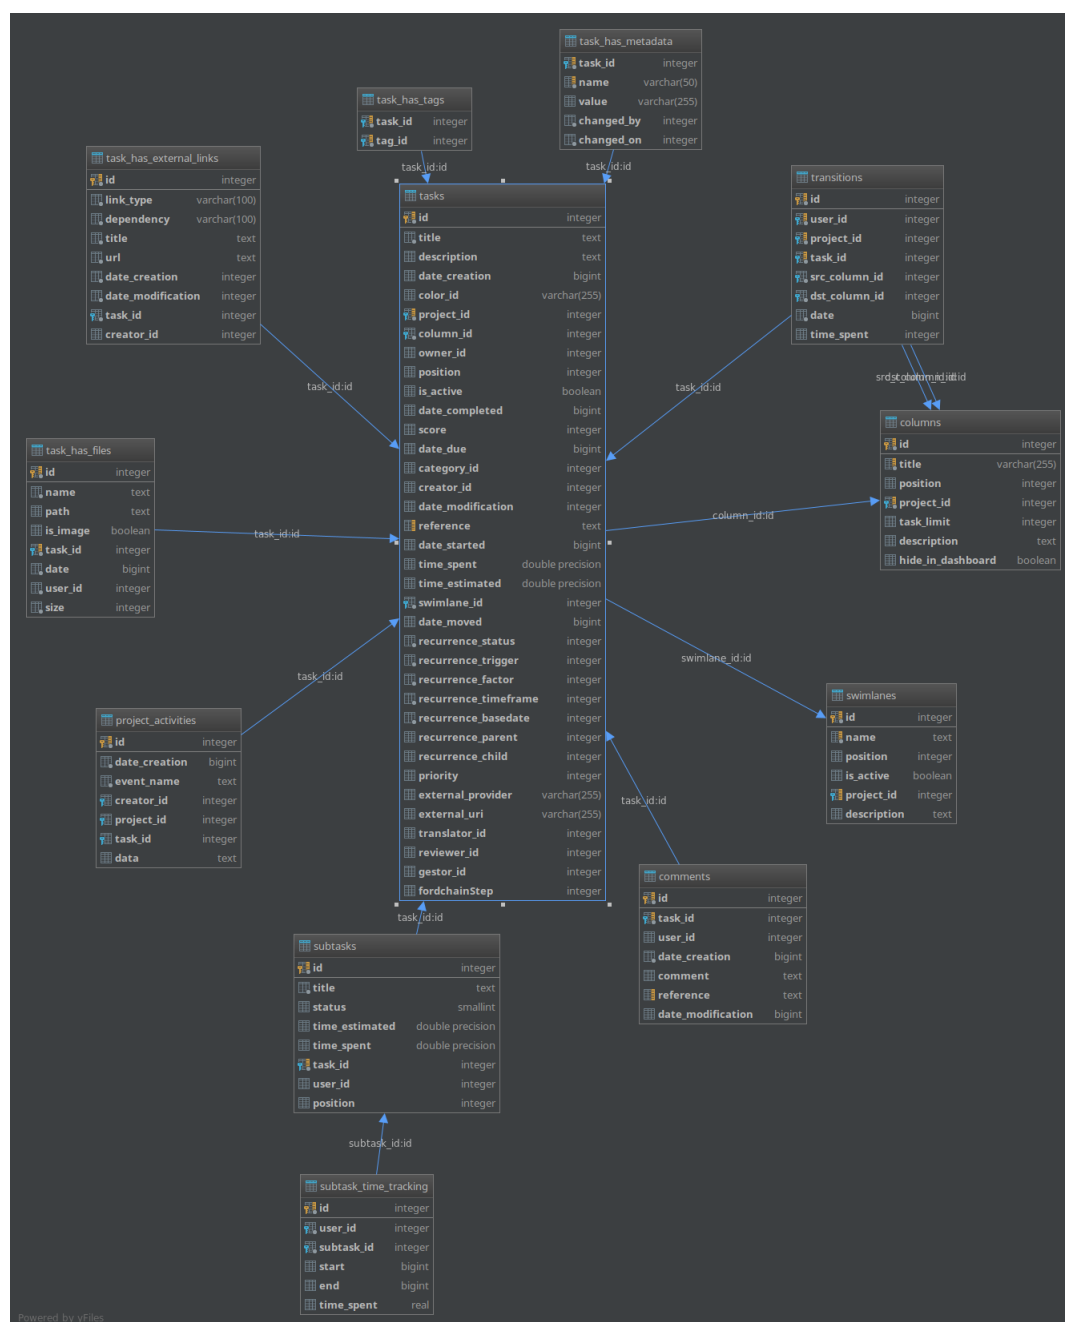 task_has_metadata
task_id integer
name varchar(50)
value varchar(255)
changed_by integer
changed_on integer
task_has_tags
task_id integer
tag_id integer
task_id:id
task_id:id
task_has_external_links
id integer
link_type varchar(100)
dependency varchar(100)
title text
url text
date_creation integer
date_modification integer
task_id integer
creator_id integer
transitions
id integer
user_id integer
project_id integer
task_id integer
src_column_id integer
dst_column_id integer
date bigint
time_spent integer
tasks
id integer
title text
description text
date_creation bigint
color_id varchar(255)
project_id integer
column_id integer
owner_id integer
position integer
is_active boolean
date_completed bigint
score integer
date_due bigint
category_id integer
creator_id integer
date_modification integer
reference text
date_started bigint
time_spent double precision
time_estimated double precision
swimlane_id integer
date_moved bigint
recurrence_status integer
recurrence_trigger integer
recurrence_factor integer
recurrence_timeframe integer
recurrence_basedate integer
recurrence_parent integer
recurrence_child integer
priority integer
external_provider varchar(255)
external_uri varchar(255)
translator_id integer
reviewer_id integer
gestor_id integer
fordchainStep integer
task_id:id
task_id:id
columns
id integer
title varchar(255)
position integer
project_id integer
task_limit integer
description text
hide_in_dashboard boolean
task_has_files
id integer
name text
path text
is_image boolean
task_id integer
date bigint
user_id integer
size integer
task_id:id
column_id:id
swimlane_id:id
task_id:id
swimlanes
id integer
name text
position integer
is_active boolean
project_id integer
description text
project_activities
id integer
date_creation bigint
event_name text
creator_id integer
project_id integer
task_id integer
data text
task_id:id
comments
id integer
task_id integer
user_id integer
date_creation bigint
comment text
reference text
date_modification bigint
task_id:id
subtasks
id integer
title text
status smallint
time_estimated double precision
time_spent double precision
task_id integer
user_id integer
position integer
subtask_id:id
subtask_time_tracking
id integer
user_id integer
subtask_id integer
start bigint
end bigint
time_spent real
Powered by yFiles